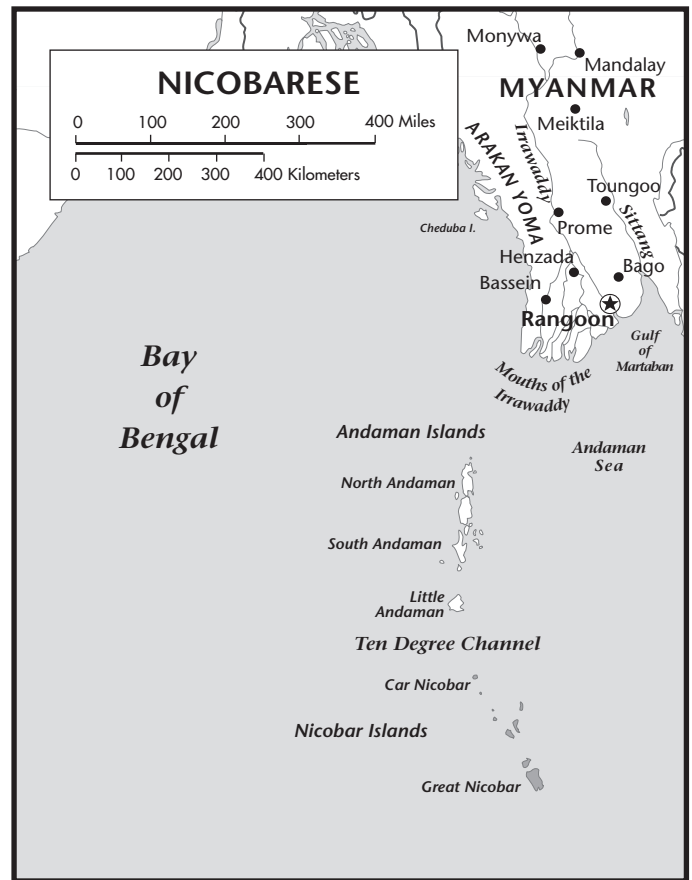 NICOBARESE
0 100 200 300 400 Miles
0 100 200 300 400 Kilometers
Monywa
Mandalay
MYANMAR
Meiktila
Irrawaddy
ARAKAN YOMA
Toungoo
Sittang
Cheduba I.
Prome
Henzada
Bago
Bassein
Rangoon
Gulf
of
Martaban
Mouths of the
Irrawaddy
Bay
of
Bengal
Andaman Islands
Andaman
Sea
North Andaman
South Andaman
Little
Andaman
Ten Degree Channel
Car Nicobar
Nicobar Islands
Great Nicobar